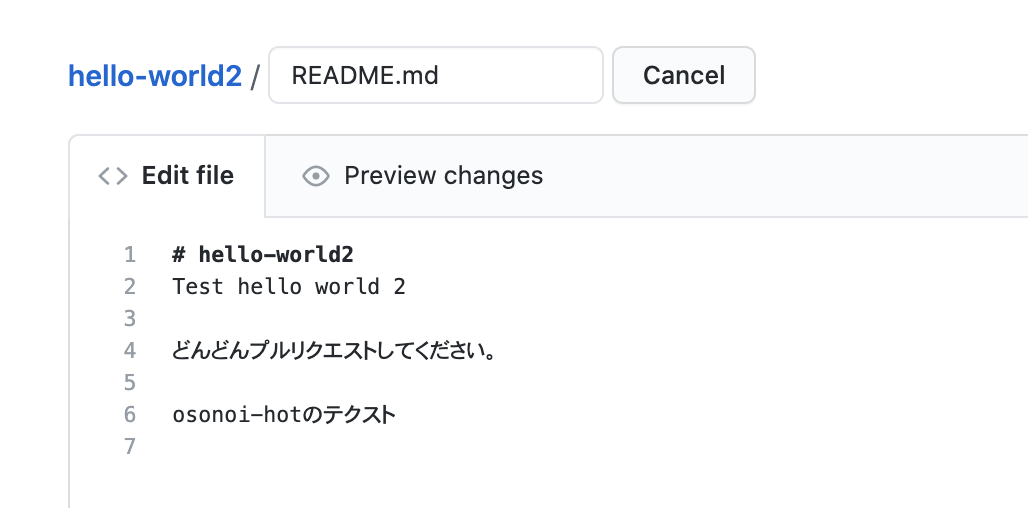 hello-world2 / README.md Cancel
Edit file Preview changes
1 # hello-world2
2 Test hello world 2
3
4 どんどんプルリクエストしてください。
5
6 osonoi-hotのテクスト
7